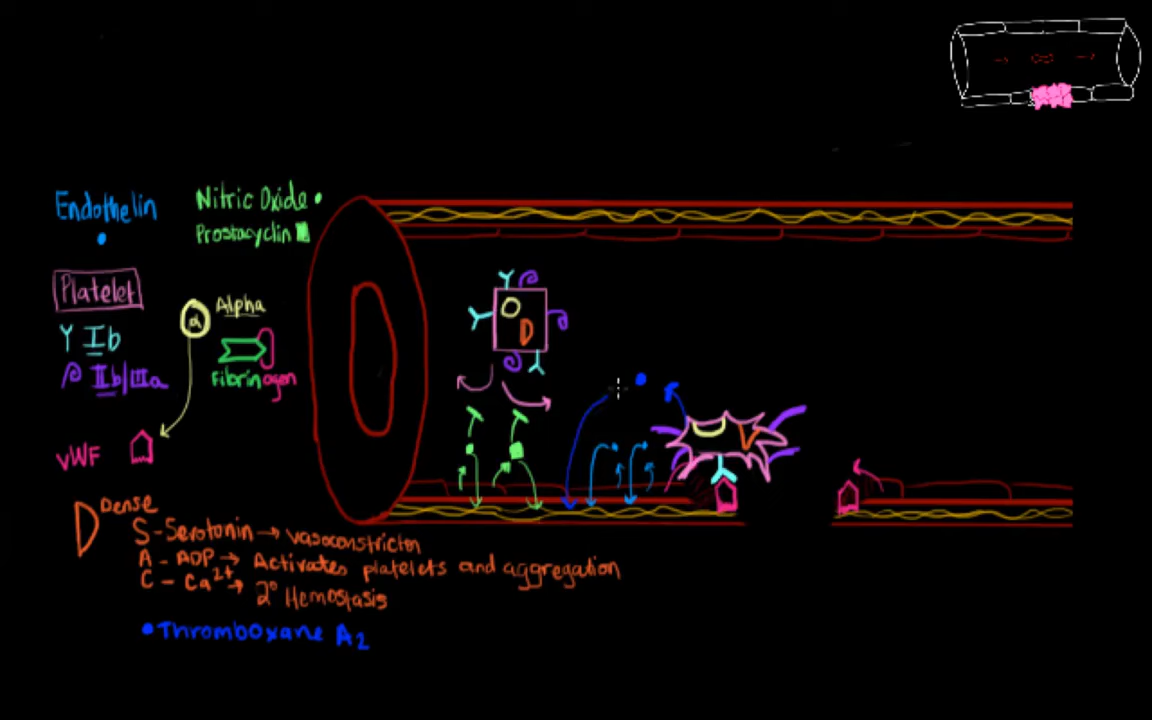 Endothelin
Nitric Oxide
Prostacyclin
Platelet
Ib
IIb/IIIa
a
Alpha
Fibrinogen
vWF
D
Dense
S - Serotonin → vasoconstriction
A - ADP → Activates platelets and aggregation
C - Ca2+ → 2° Hemostasis
Thromboxane A2
D